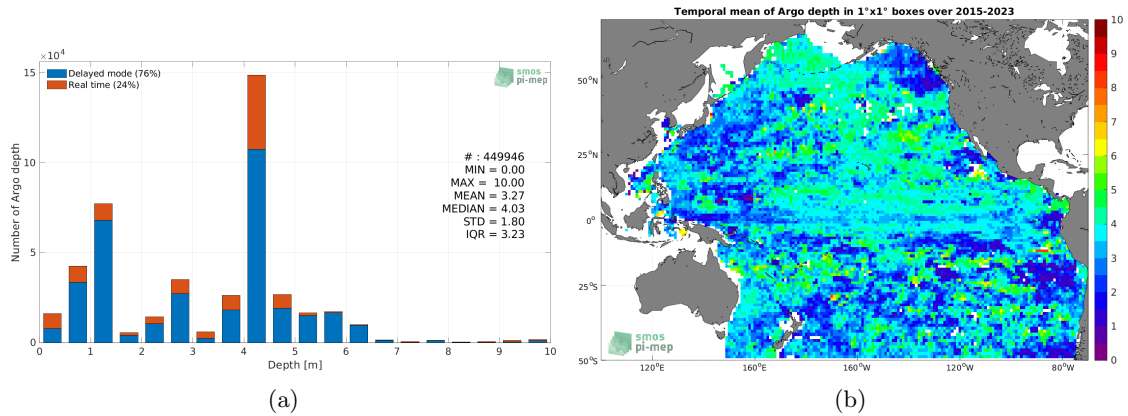 ×10⁴
Delayed mode (76%)
Real time (24%)
smos
pi-mep
15
10
5
0
Number of Argo depth
# : 449946
MIN = 0.00
MAX = 10.00
MEAN = 3.27
MEDIAN = 4.03
STD = 1.80
IQR = 3.23
0 1 2 3 4 5 6 7 8 9 10
Depth [m]
(a)
Temporal mean of Argo depth in 1°x1° boxes over 2015-2023
50°N
25°N
0°
25°S
50°S
120°E 160°E 160°W 120°W 80°W
smos
pi-mep
10
9
8
7
6
5
4
3
2
1
0
(b)